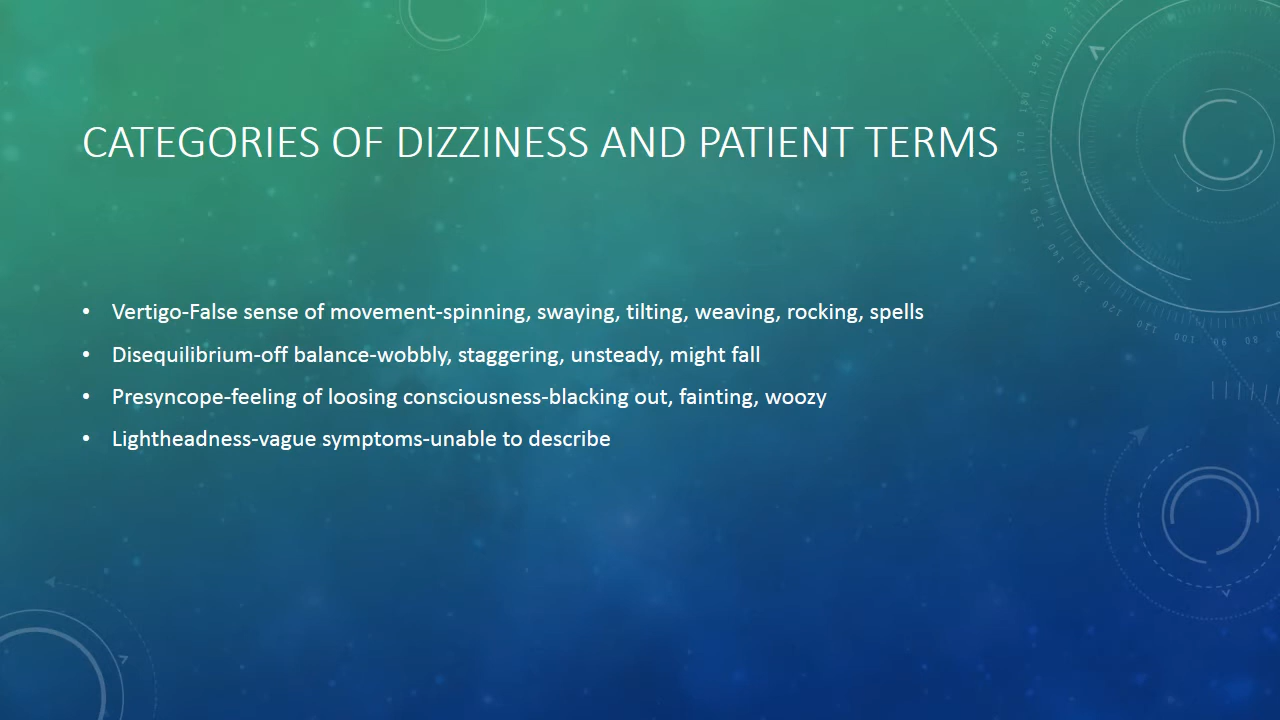 CATEGORIES OF DIZZINESS AND PATIENT TERMS
• Vertigo-False sense of movement-spinning, swaying, tilting, weaving, rocking, spells
• Disequilibrium-off balance-wobbly, staggering, unsteady, might fall
• Presyncope-feeling of loosing consciousness-blacking out, fainting, woozy
• Lightheadness-vague symptoms-unable to describe